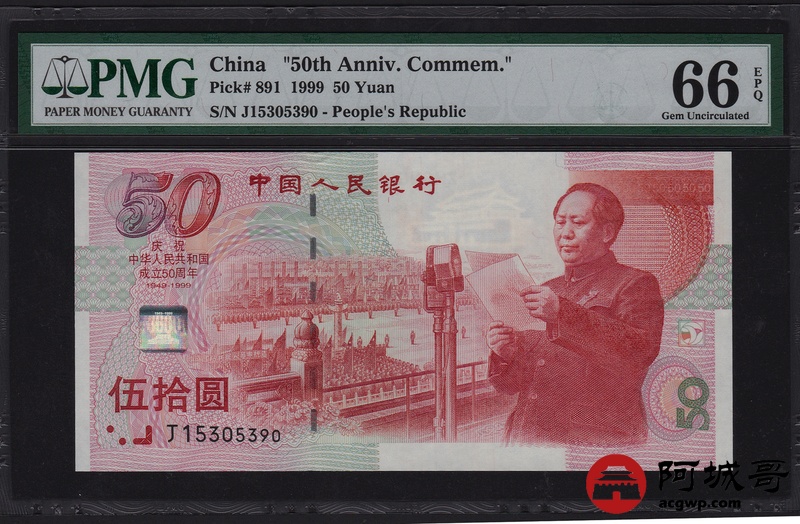 PMG
PAPER MONEY GUARANTY
China "50th Anniv. Commem."
Pick# 891 1999 50 Yuan
S/N J15305390 - People's Republic
66 EPQ
Gem Uncirculated
50
中国人民银行
庆祝
中华人民共和国
成立50周年
1949-1999
伍拾圆
J15305390
50
阿城哥
acgwp.com